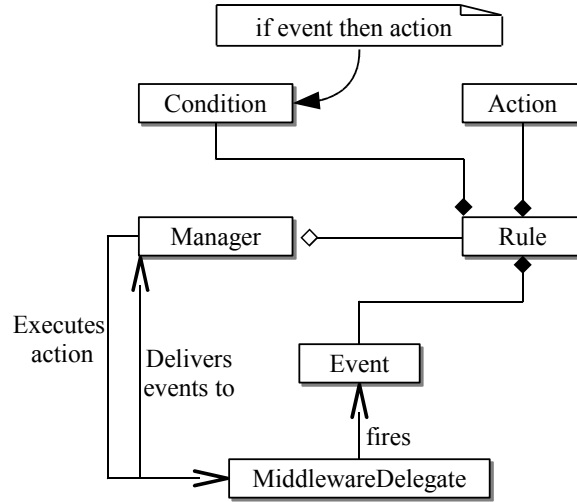 if event then action
Condition
Action
Manager
Rule
Executes
action
Delivers
events to
Event
fires
MiddlewareDelegate